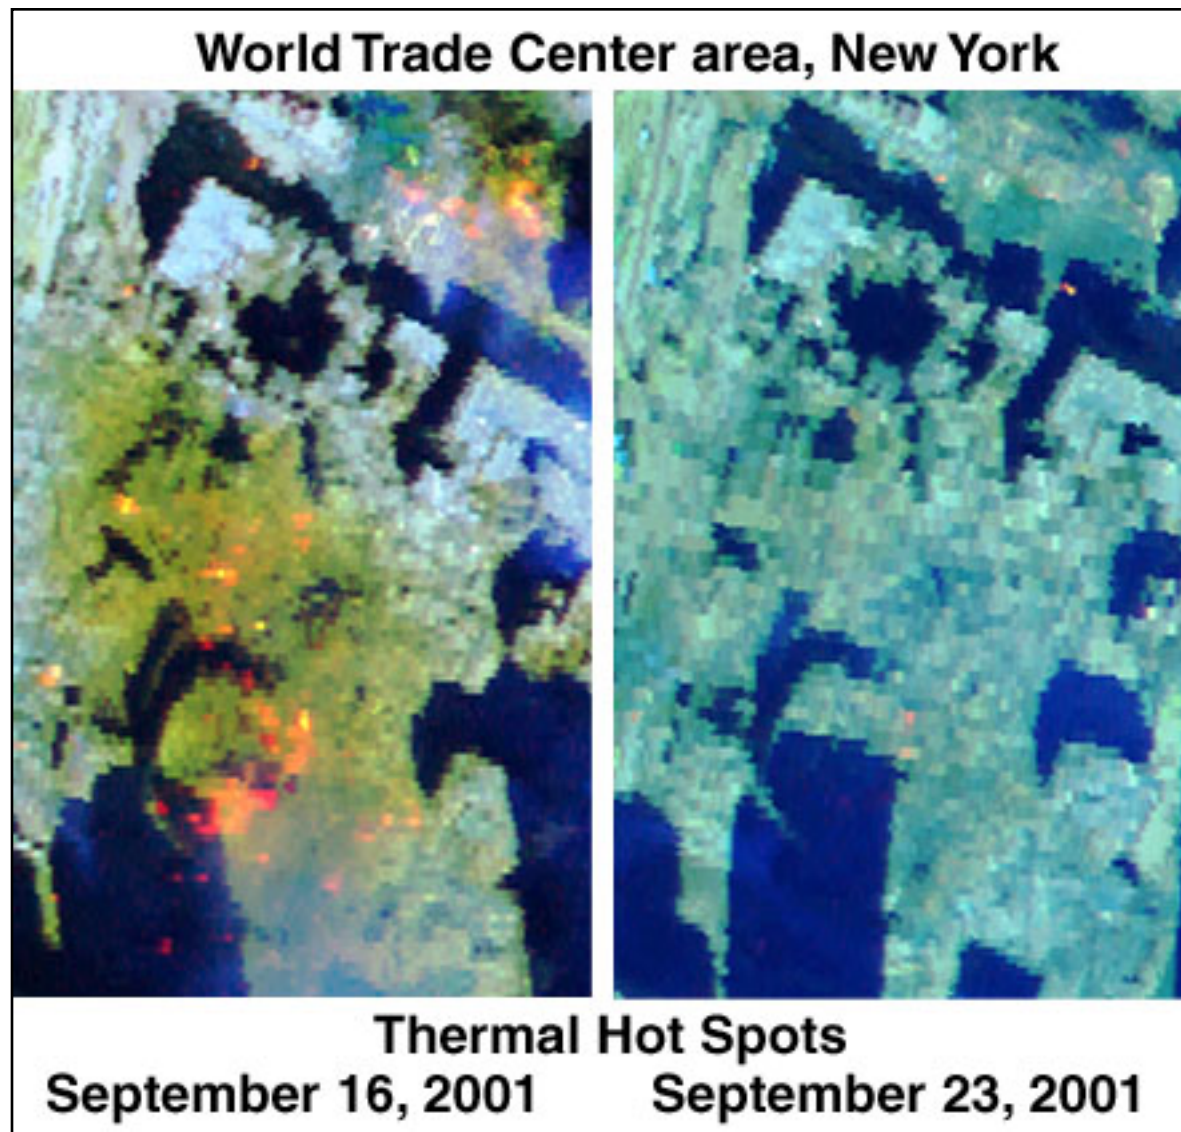 World Trade Center area, New York
Thermal Hot Spots
September 16, 2001
September 23, 2001